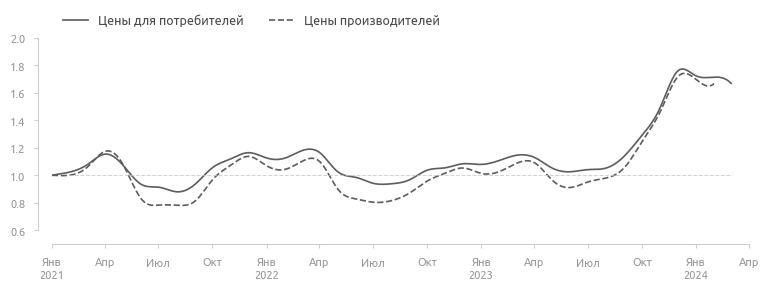 Цены для потребителей Цены производителей
2.0
1.8
1.6
1.4
1.2
1.0
0.8
0.6
Янв Апр Июл Окт Янв Апр Июл Окт Янв Апр Июл Окт Янв Апр
2021 2022 2023 2024